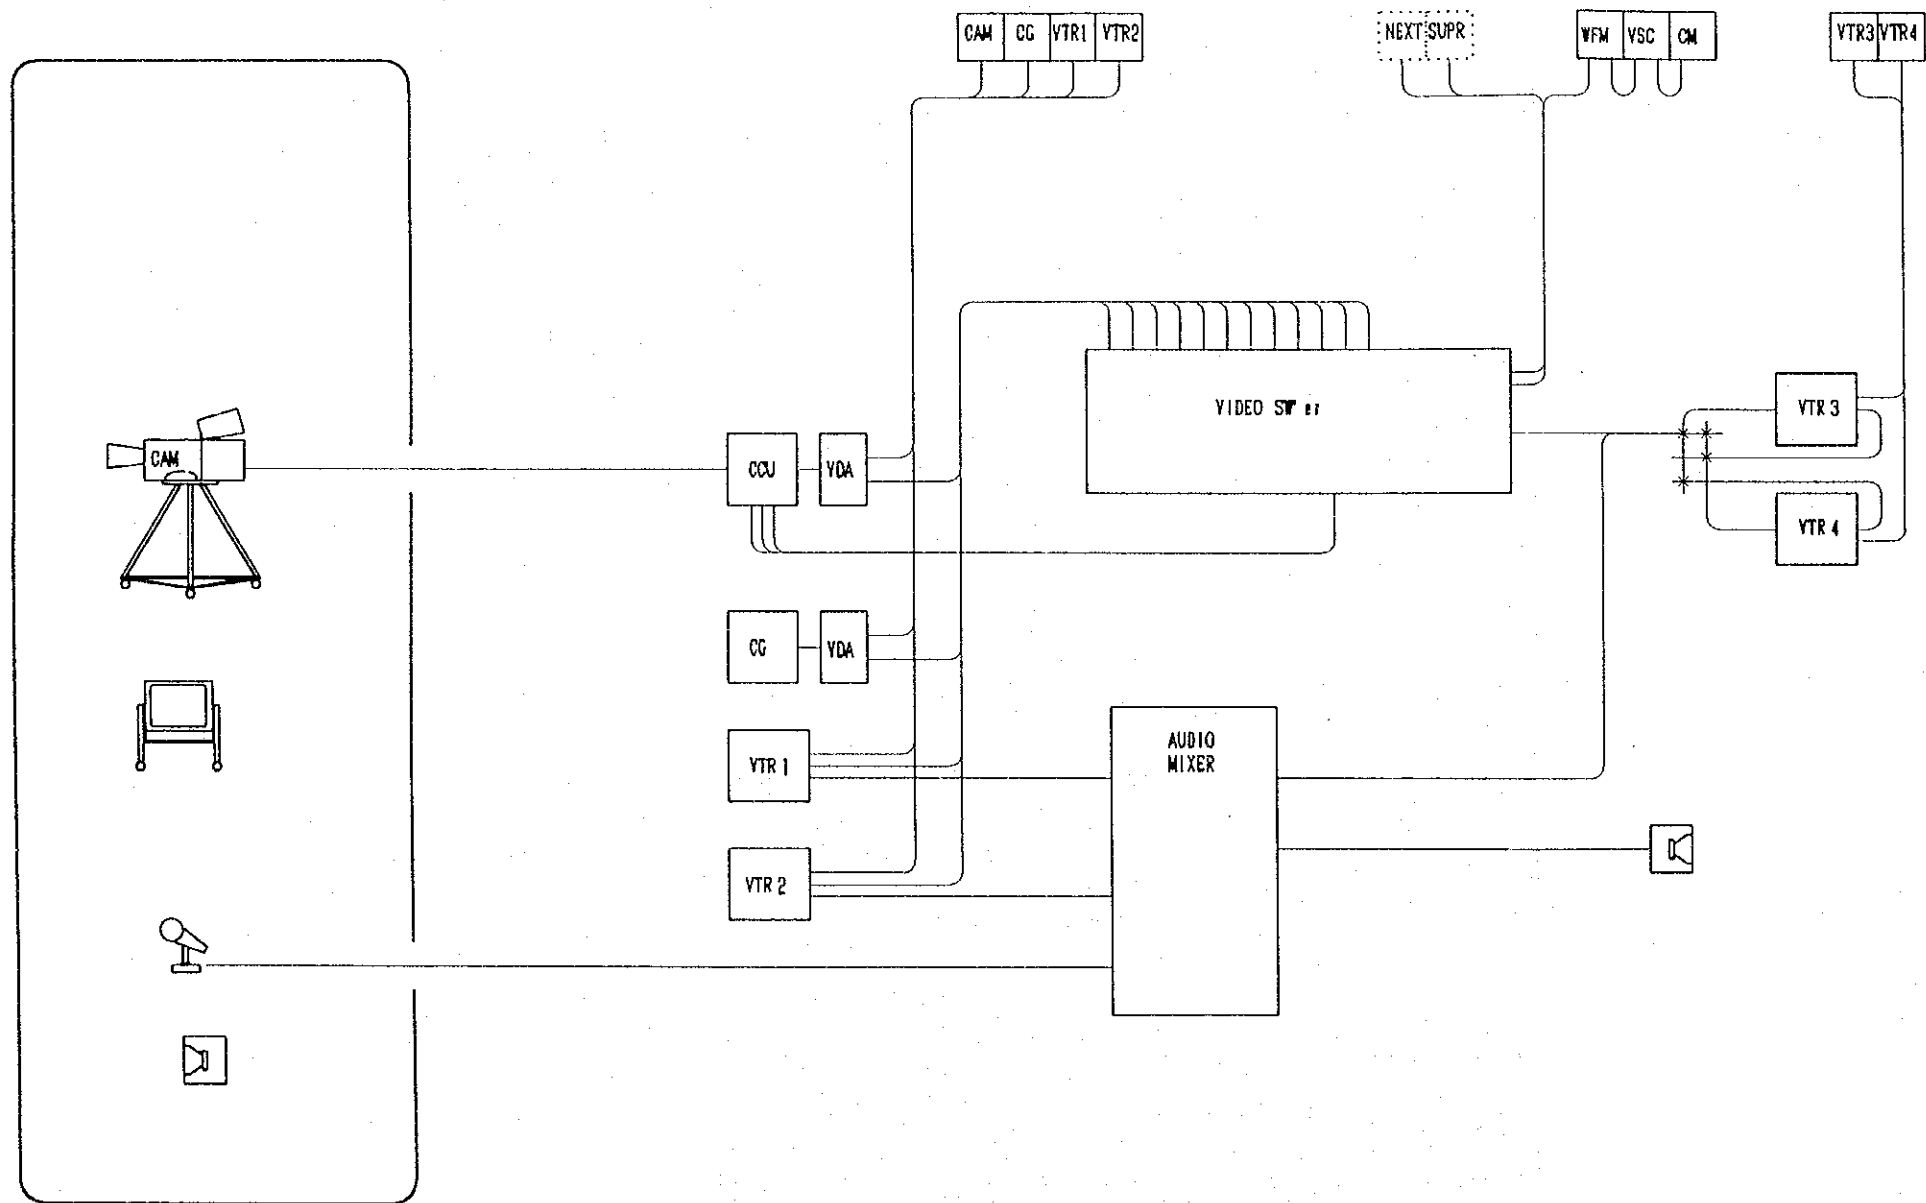 CAM CG VTR1 VTR2
NEXT SUPR
WFM VSC CM
VTR3 VTR4
VIDEO SW er
VTR 3
CAM
CCU
VDA
VTR 4
CG
VDA
AUDIO
MIXER
VTR 1
VTR 2